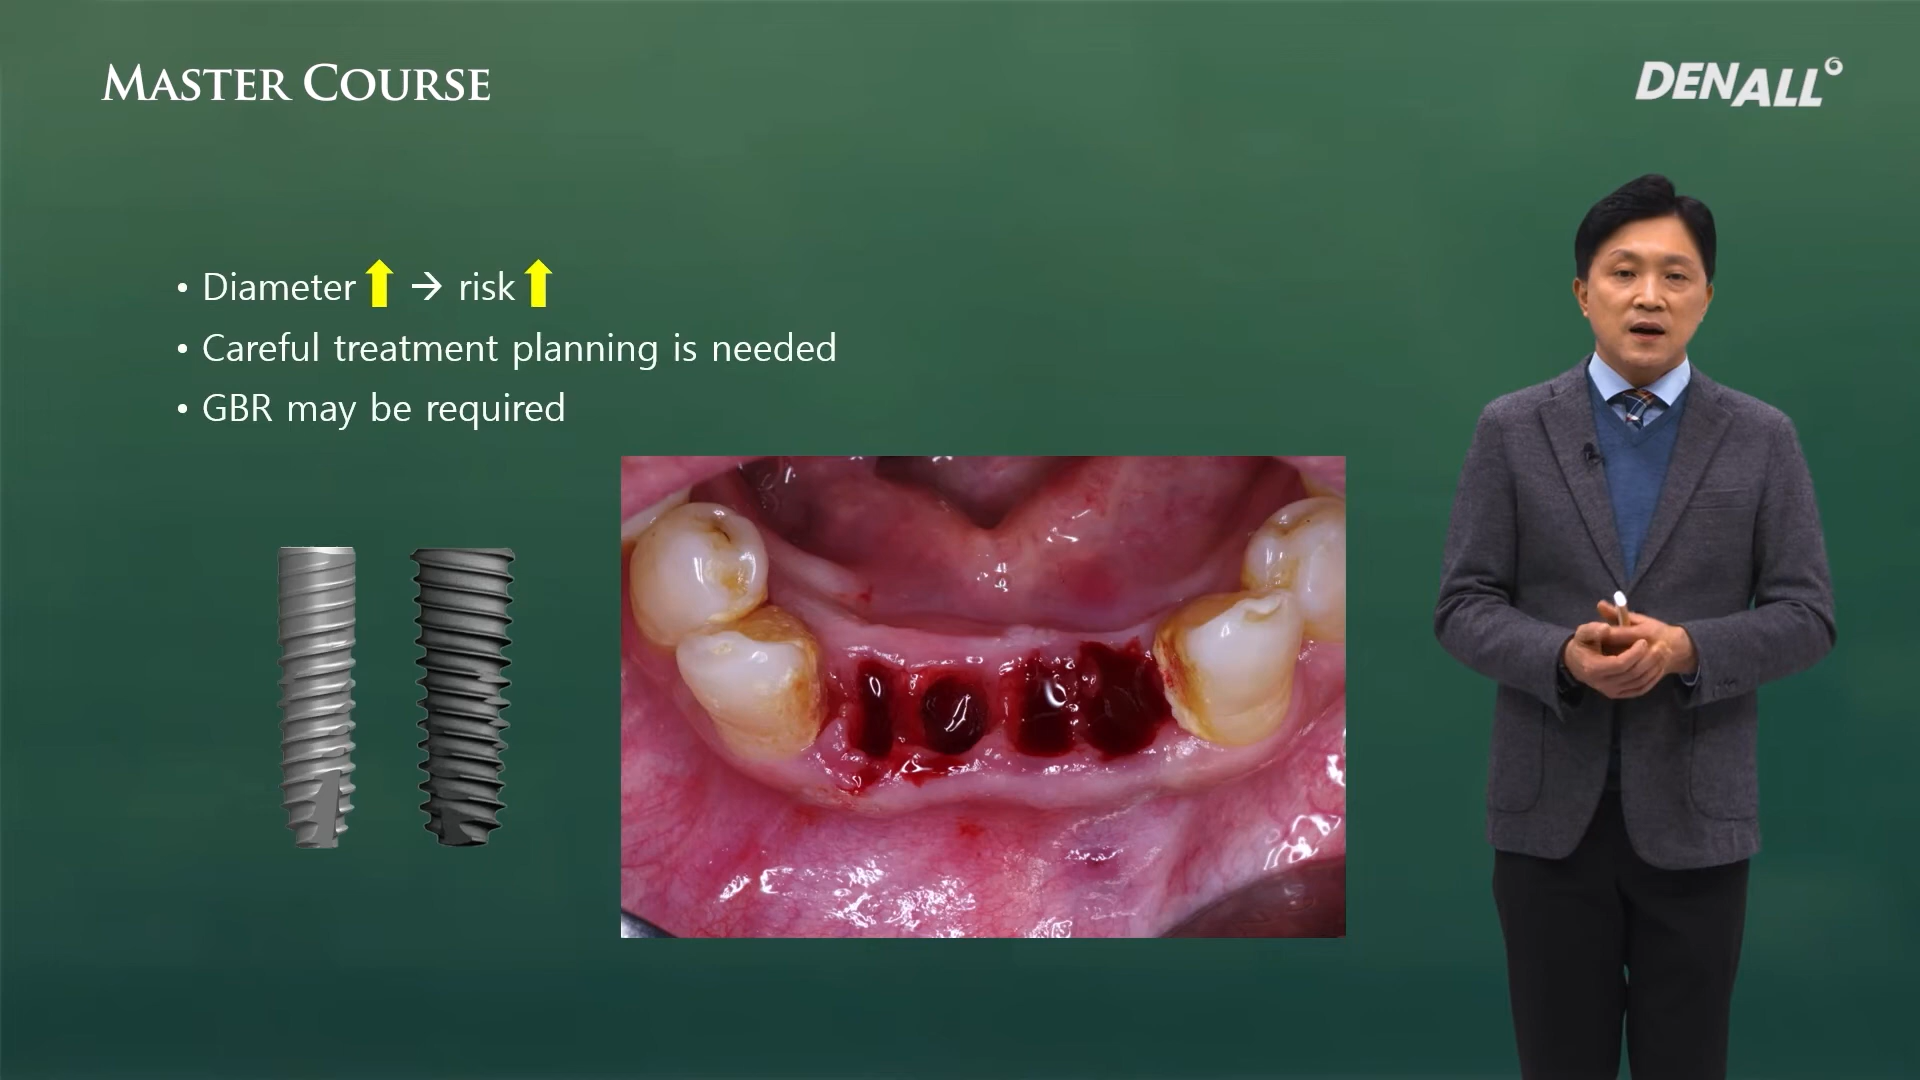 MASTER COURSE
DENALL
• Diameter ⬆ → risk ⬆
• Careful treatment planning is needed
• GBR may be required